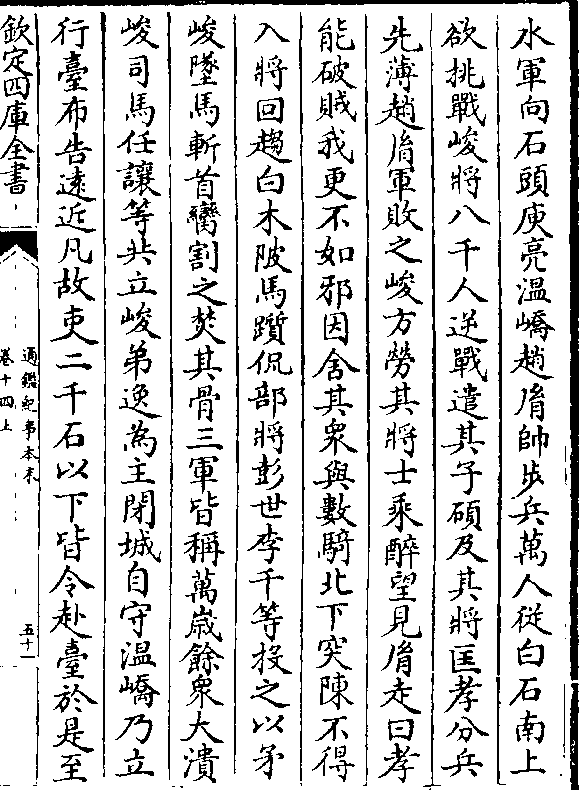 水軍向石頭庾亮溫嶠趙𦙍帥步兵萬人從白石南上
欲挑戰峻將八千人逆戰遣其子碩及其將匡孝分兵
先薄趙𦙍軍敗之峻方勞其將士乘醉望見𦙍走曰孝
能破賊我更不如邪因舍其衆與數騎北下突陳不得
入將回趨白木陂馬躓侃部將彭世李千等投之以矛
峻墜馬斬首臠割之焚其骨三軍皆稱萬歲餘衆大潰
峻司馬任讓等共立峻弟逸為主閉城自守溫嶠乃立
行臺布告遠近凡故吏二千石以下皆令赴臺於是至
欽定四庫全書
通鑑紀事本末
卷十四上
五十一